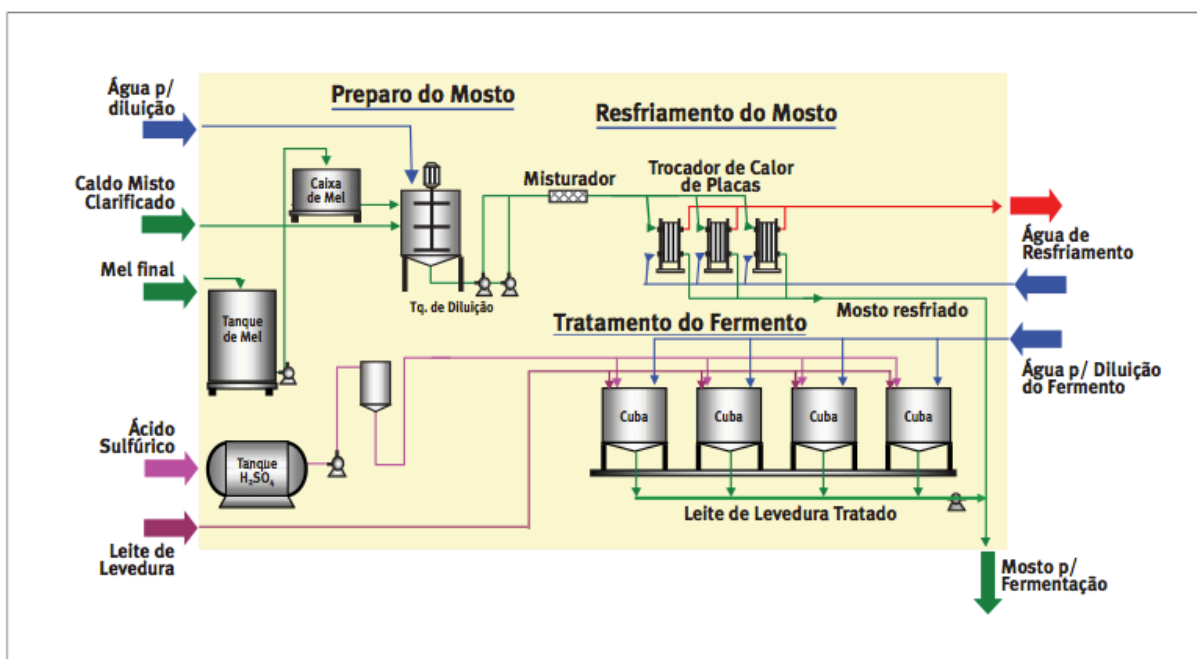 Água p/
diluição
Preparo do Mosto
Resfriamento do Mosto
Caldo Misto
Clarificado
Caixa
de Mel
Misturador
Trocador de Calor
de Placas
Água de
Resfriamento
Mel final
Tanque
de Mel
Tq. de Diluição
Mosto resfriado
Tratamento do Fermento
Água p/ Diluição
do Fermento
Cuba
Cuba
Cuba
Cuba
Ácido
Sulfúrico
Tanque
H₂SO₄
Leite de Levedura Tratado
Leite de
Levedura
Mosto p/
Fermentação